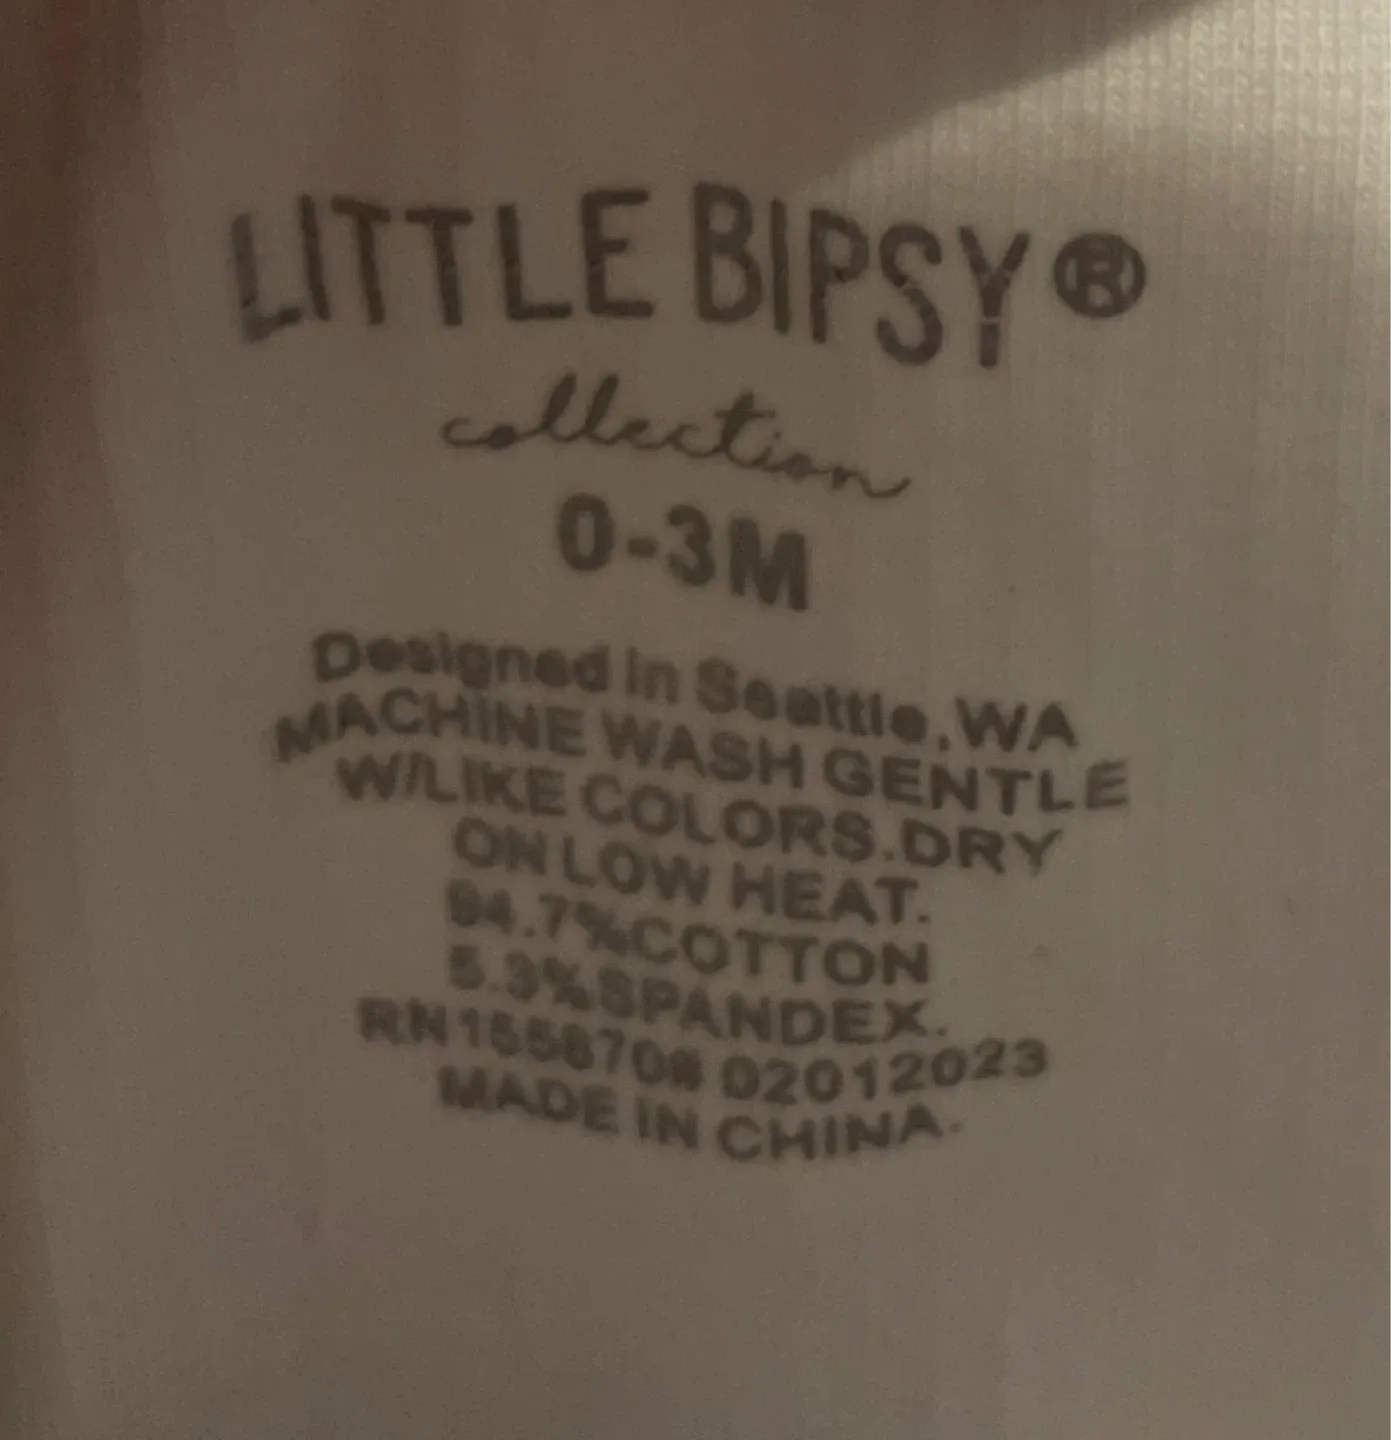 LITTLE BIPSY®
collection
0-3M
Designed in Seattle,WA
MACHINE WASH GENTLE
W/LIKE COLORS.DRY
ON LOW HEAT.
94.7%COTTON
5.3%SPANDEX.
02012023
MADE IN CHINA.